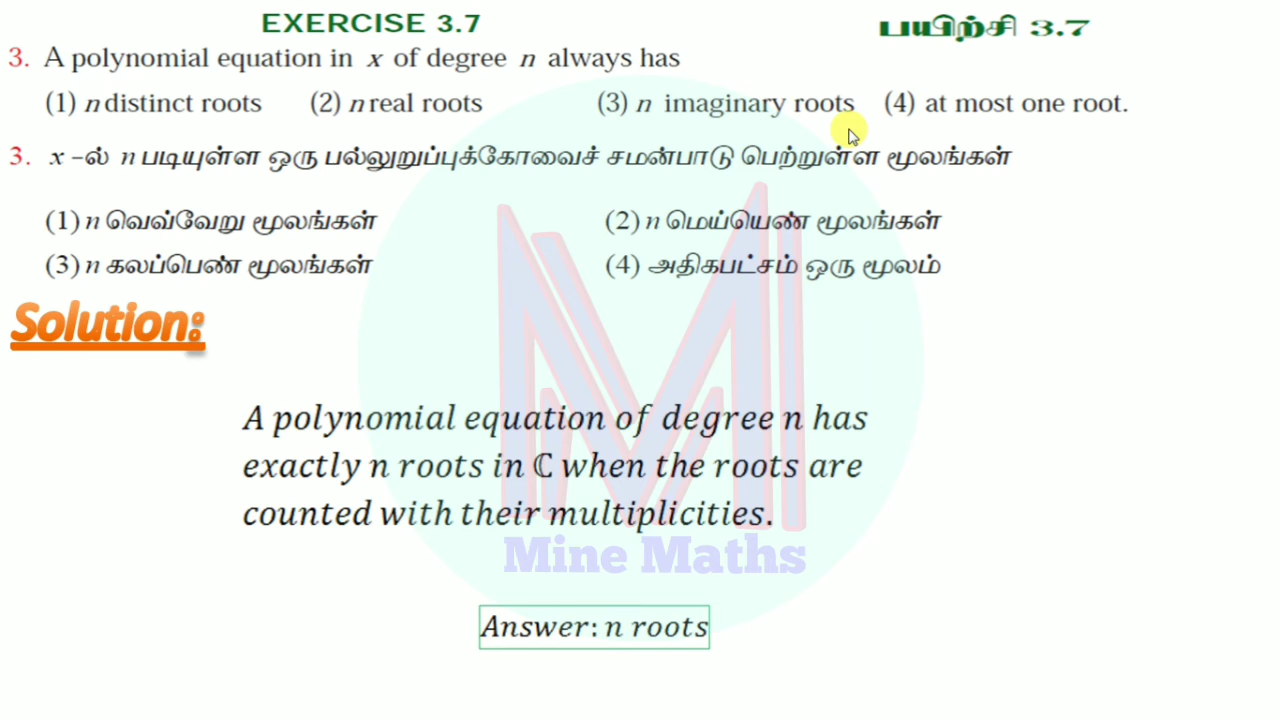 EXERCISE 3.7 பயிற்சி 3.7
3. A polynomial equation in x of degree n always has
(1) n distinct roots (2) n real roots (3) n imaginary roots (4) at most one root.
3. x -ல் n படியுள்ள ஒரு பல்லுறுப்புக்கோவைச் சமன்பாடு பெற்றுள்ள மூலங்கள்
(1) n வெவ்வேறு மூலங்கள் (2) n மெய்யெண் மூலங்கள்
(3) n கலப்பெண் மூலங்கள் (4) அதிகபட்சம் ஒரு மூலம்
Solution:
A polynomial equation of degree n has
exactly n roots in ℂ when the roots are
counted with their multiplicities.
Mine Maths
Answer: n roots